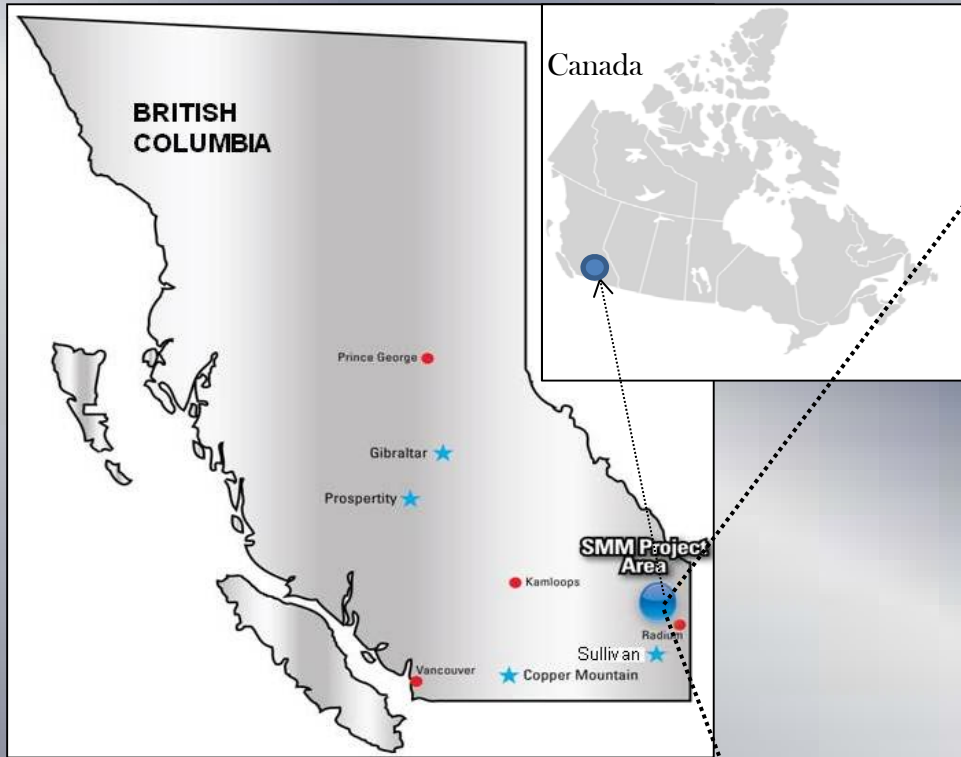 BRITISH
COLUMBIA
Canada
Prince George
Gibraltar
Prospertity
SMM Project
Area
Kamloops
Radium
Sullivan
Vancouver
Copper Mountain